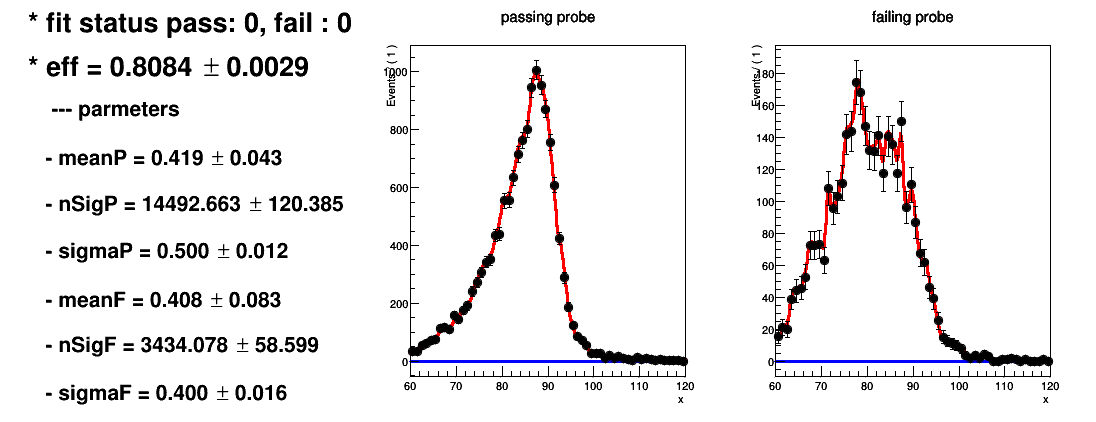 * fit status pass: 0, fail : 0
* eff = 0.8084 ± 0.0029
--- parmeters
- meanP = 0.419 ± 0.043
- nSigP = 14492.663 ± 120.385
- sigmaP = 0.500 ± 0.012
- meanF = 0.408 ± 0.083
- nSigF = 3434.078 ± 58.599
- sigmaF = 0.400 ± 0.016
passing probe
Events / ( 1 )
1000
800
600
400
200
0
60 70 80 90 100 110 120
x
failing probe
Events / ( 1 )
180
160
140
120
100
80
60
40
20
0
60 70 80 90 100 110 120
x